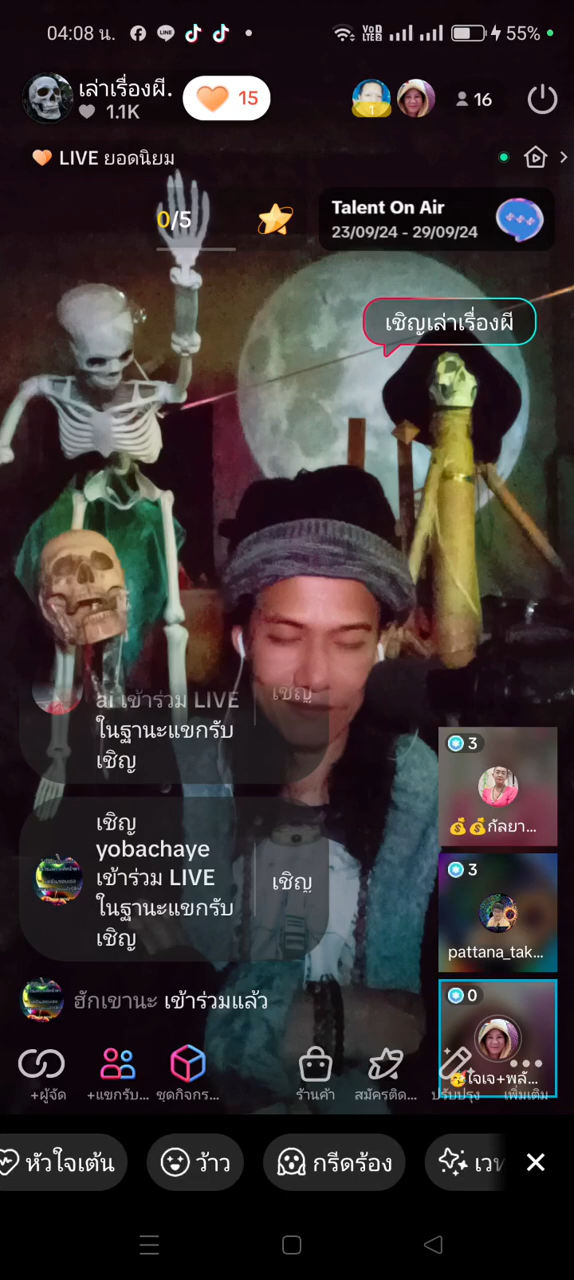 04:08 น.
55%
เล่าเรื่องผี.
1.1K
15
1
16
LIVE ยอดนิยม
0/5
Talent On Air
23/09/24 - 29/09/24
เชิญเล่าเรื่องผี
ai เข้าร่วม LIVE
ในฐานะแขกรับ
เชิญ
เชิญ
เชิญ
yobachaye
เข้าร่วม LIVE
ในฐานะแขกรับ
เชิญ
เชิญ
ฮักเขานะ เข้าร่วมแล้ว
3
💰💰กัลยา...
3
pattana_tak...
0
🥳ใจเจ+พลั...
+ผู้จัด
+แขกรับ...
ชุดกิจกร...
ร้านค้า
สมัครติด...
ปรับปรุง
เพิ่มเติม
หัวใจเต้น
ว้าว
กรีดร้อง